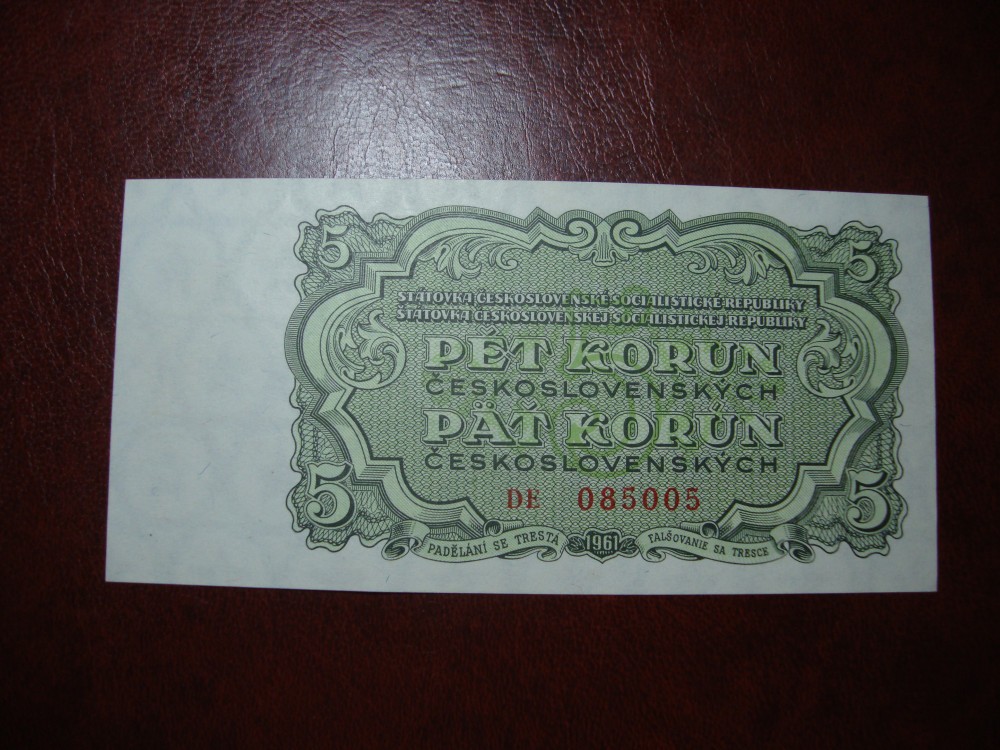 5 5
STÁTOVKA ČESKOSLOVENSKÉ SOCIALISTICKÉ REPUBLIKY
ŠTÁTOVKA ČESKOSLOVENSKEJ SOCIALISTICKEJ REPUBLIKY
PĚT KORUN
ČESKOSLOVENSKÝCH
PÄŤ KORÚN
ČESKOSLOVENSKÝCH
DE 085005
5 5
PADĚLÁNÍ SE TRESTÁ 1961 FALŠOVANIE SA TRESCE